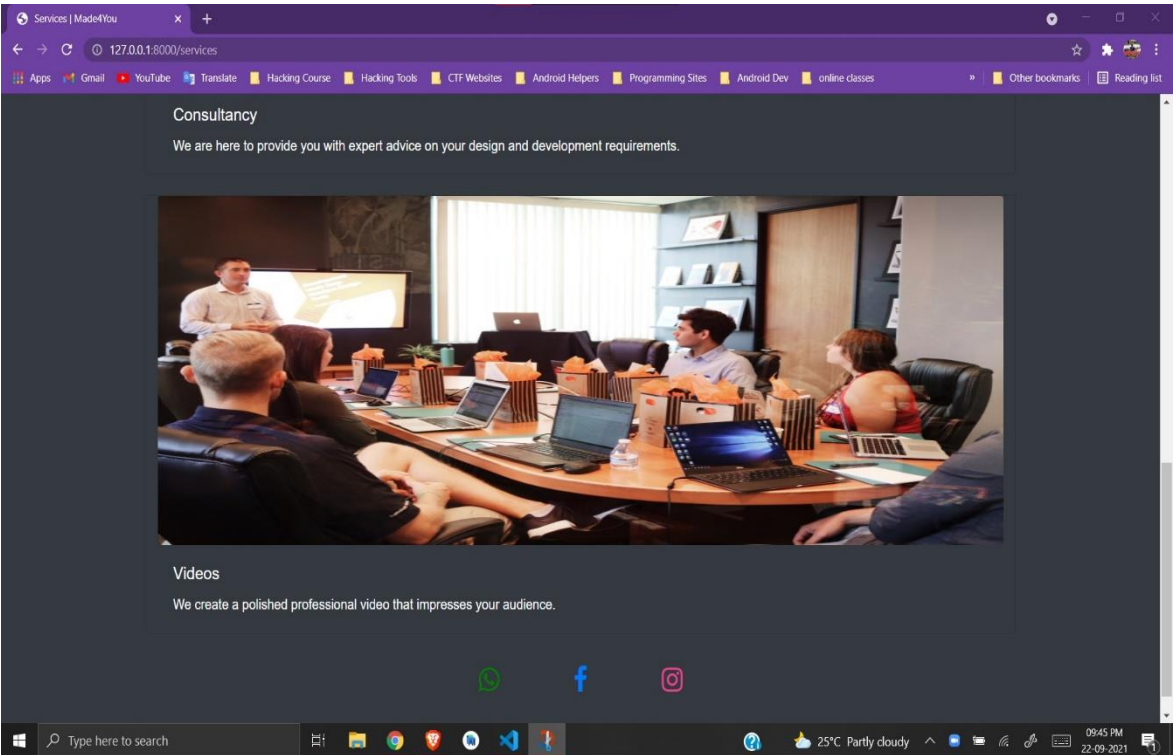 Services | Made4You
127.0.0.1:8000/services
Apps Gmail YouTube Translate Hacking Course Hacking Tools CTF Websites Android Helpers Programming Sites Android Dev online classes » Other bookmarks Reading list
Consultancy
We are here to provide you with expert advice on your design and development requirements.
Videos
We create a polished professional video that impresses your audience.
Type here to search
25°C Partly cloudy
09:45 PM
22-09-2021